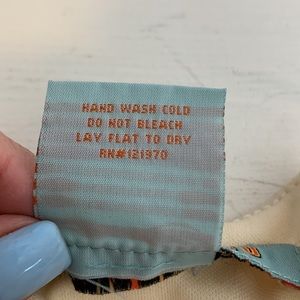 HAND WASH COLD
DO NOT BLEACH
LAY FLAT TO DRY
RN#121970